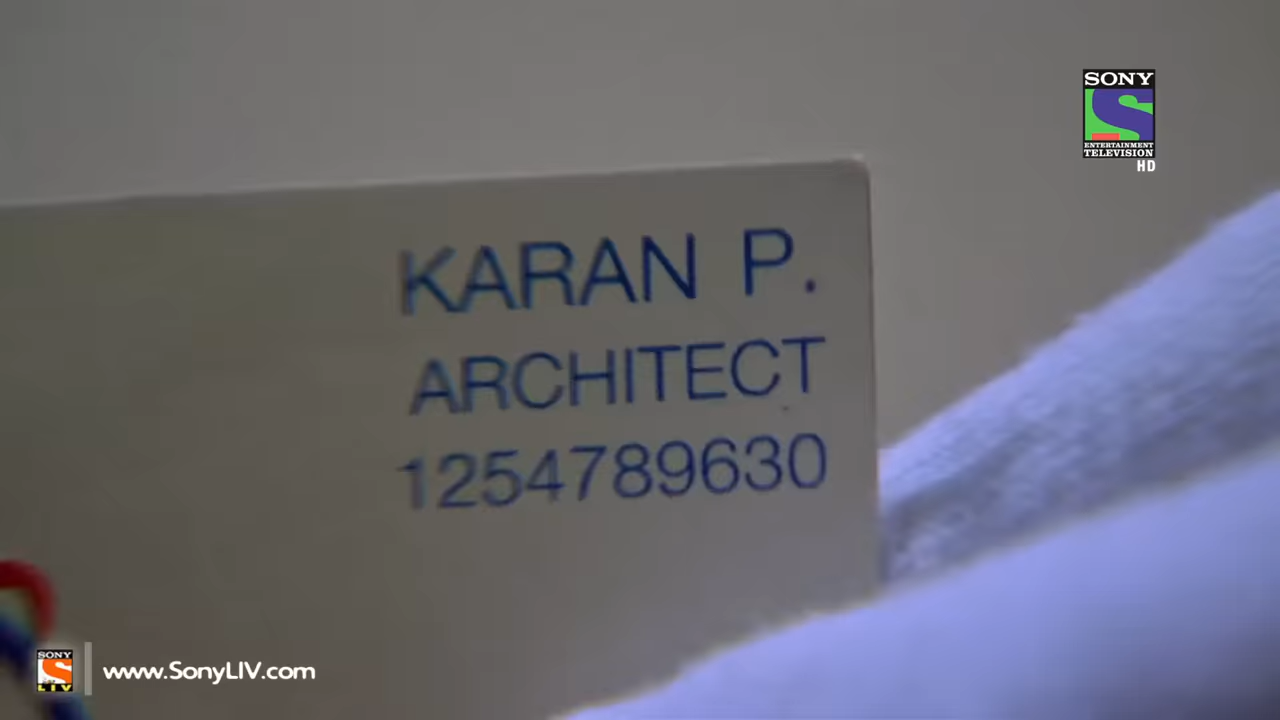 SONY
ENTERTAINMENT
TELEVISION
HD
KARAN P.
ARCHITECT
1254789630
SONY
LIV
www.SonyLIV.com